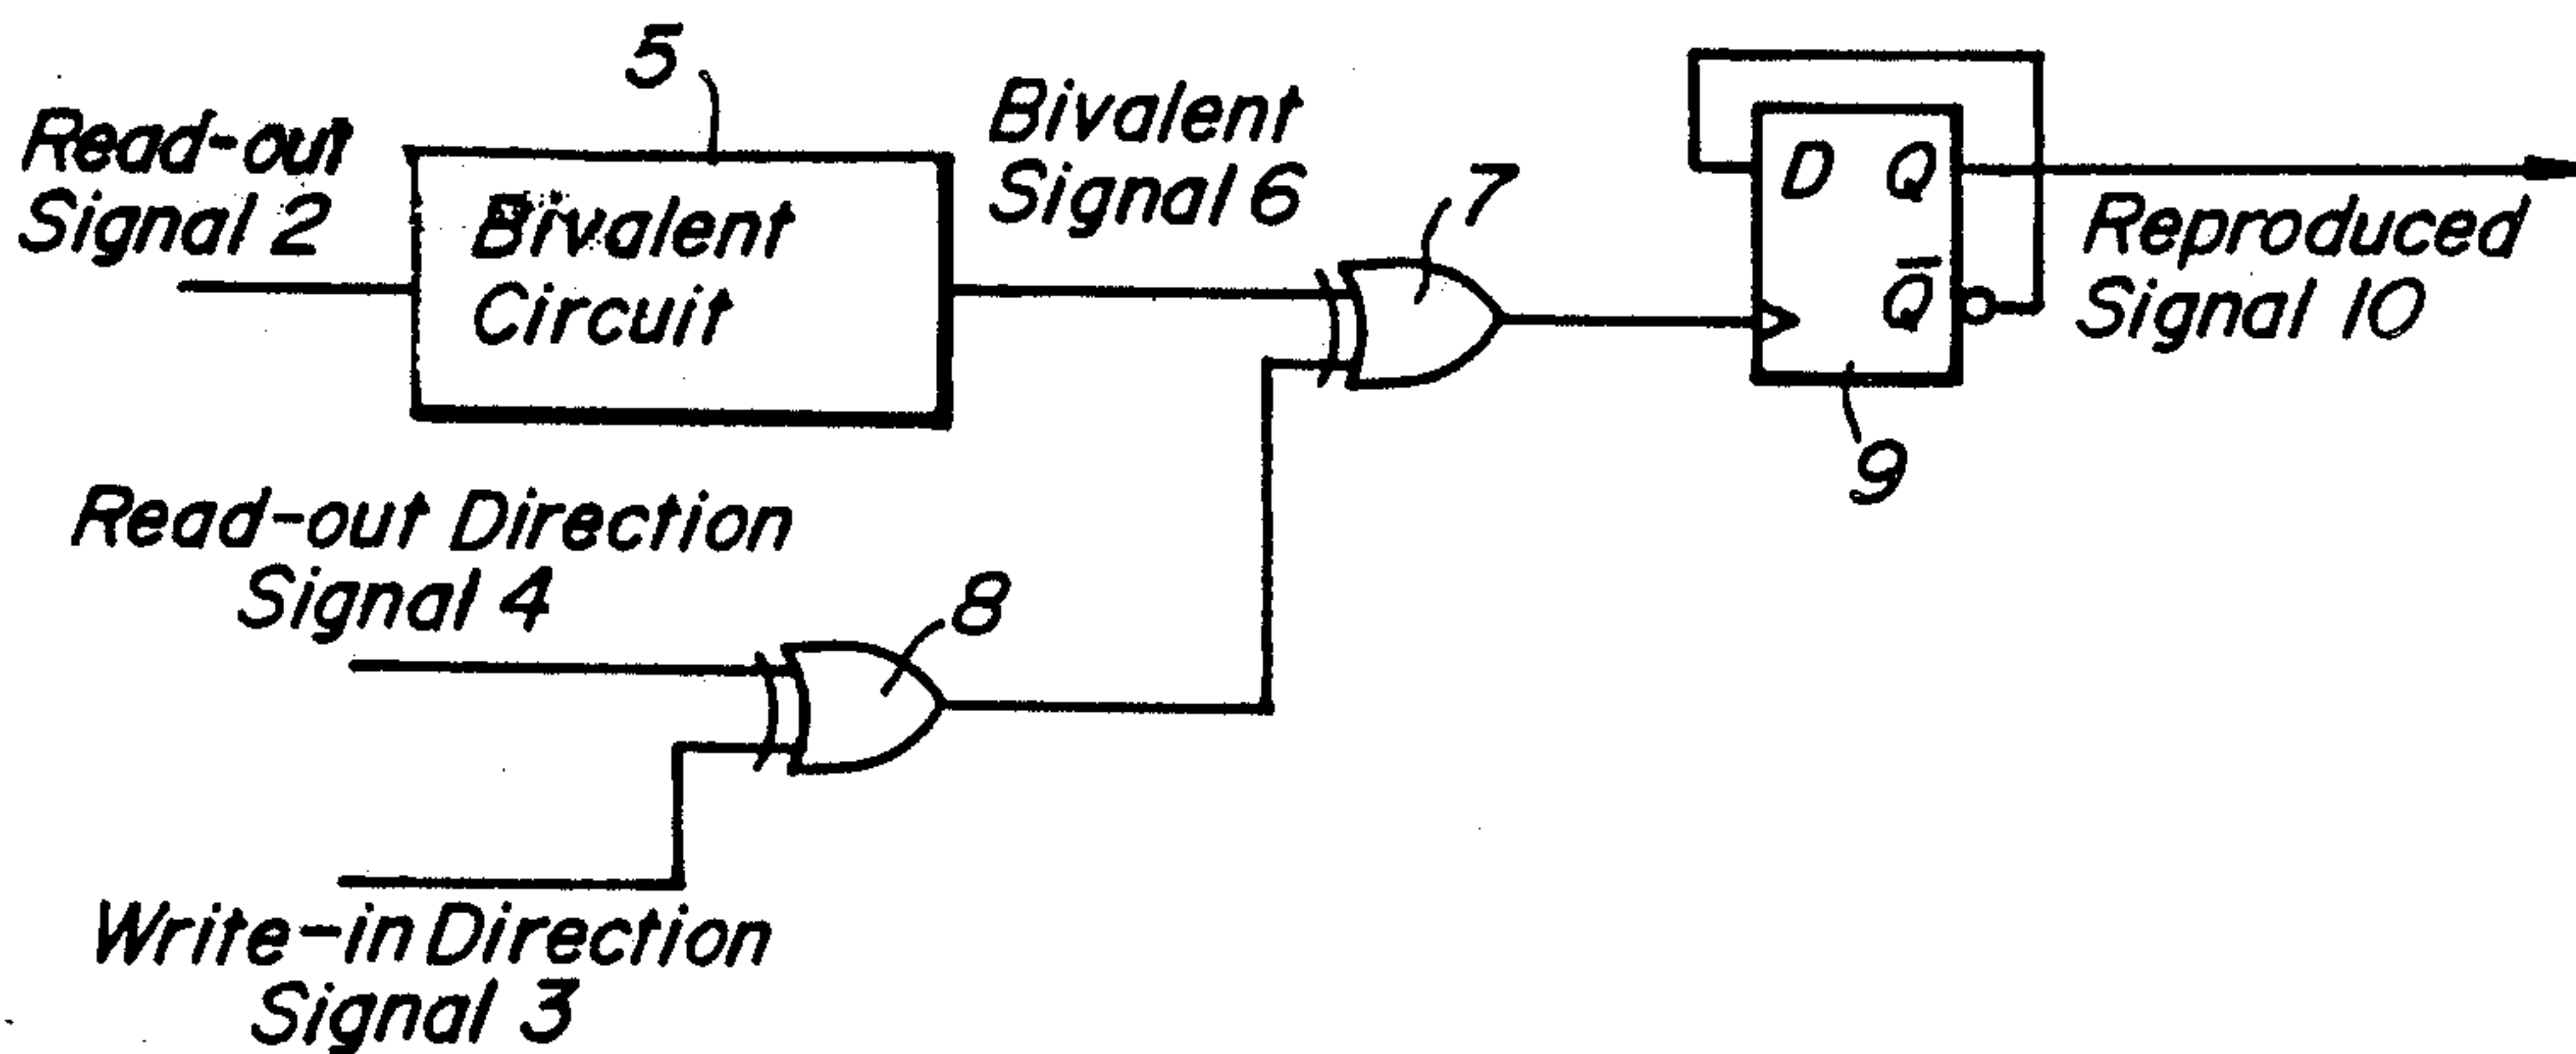 5
Read-out
Signal 2
Bivalent
Circuit
Bivalent
Signal 6
7
D Q
Q̅
9
Reproduced
Signal 10
Read-out Direction
Signal 4
8
Write-in Direction
Signal 3